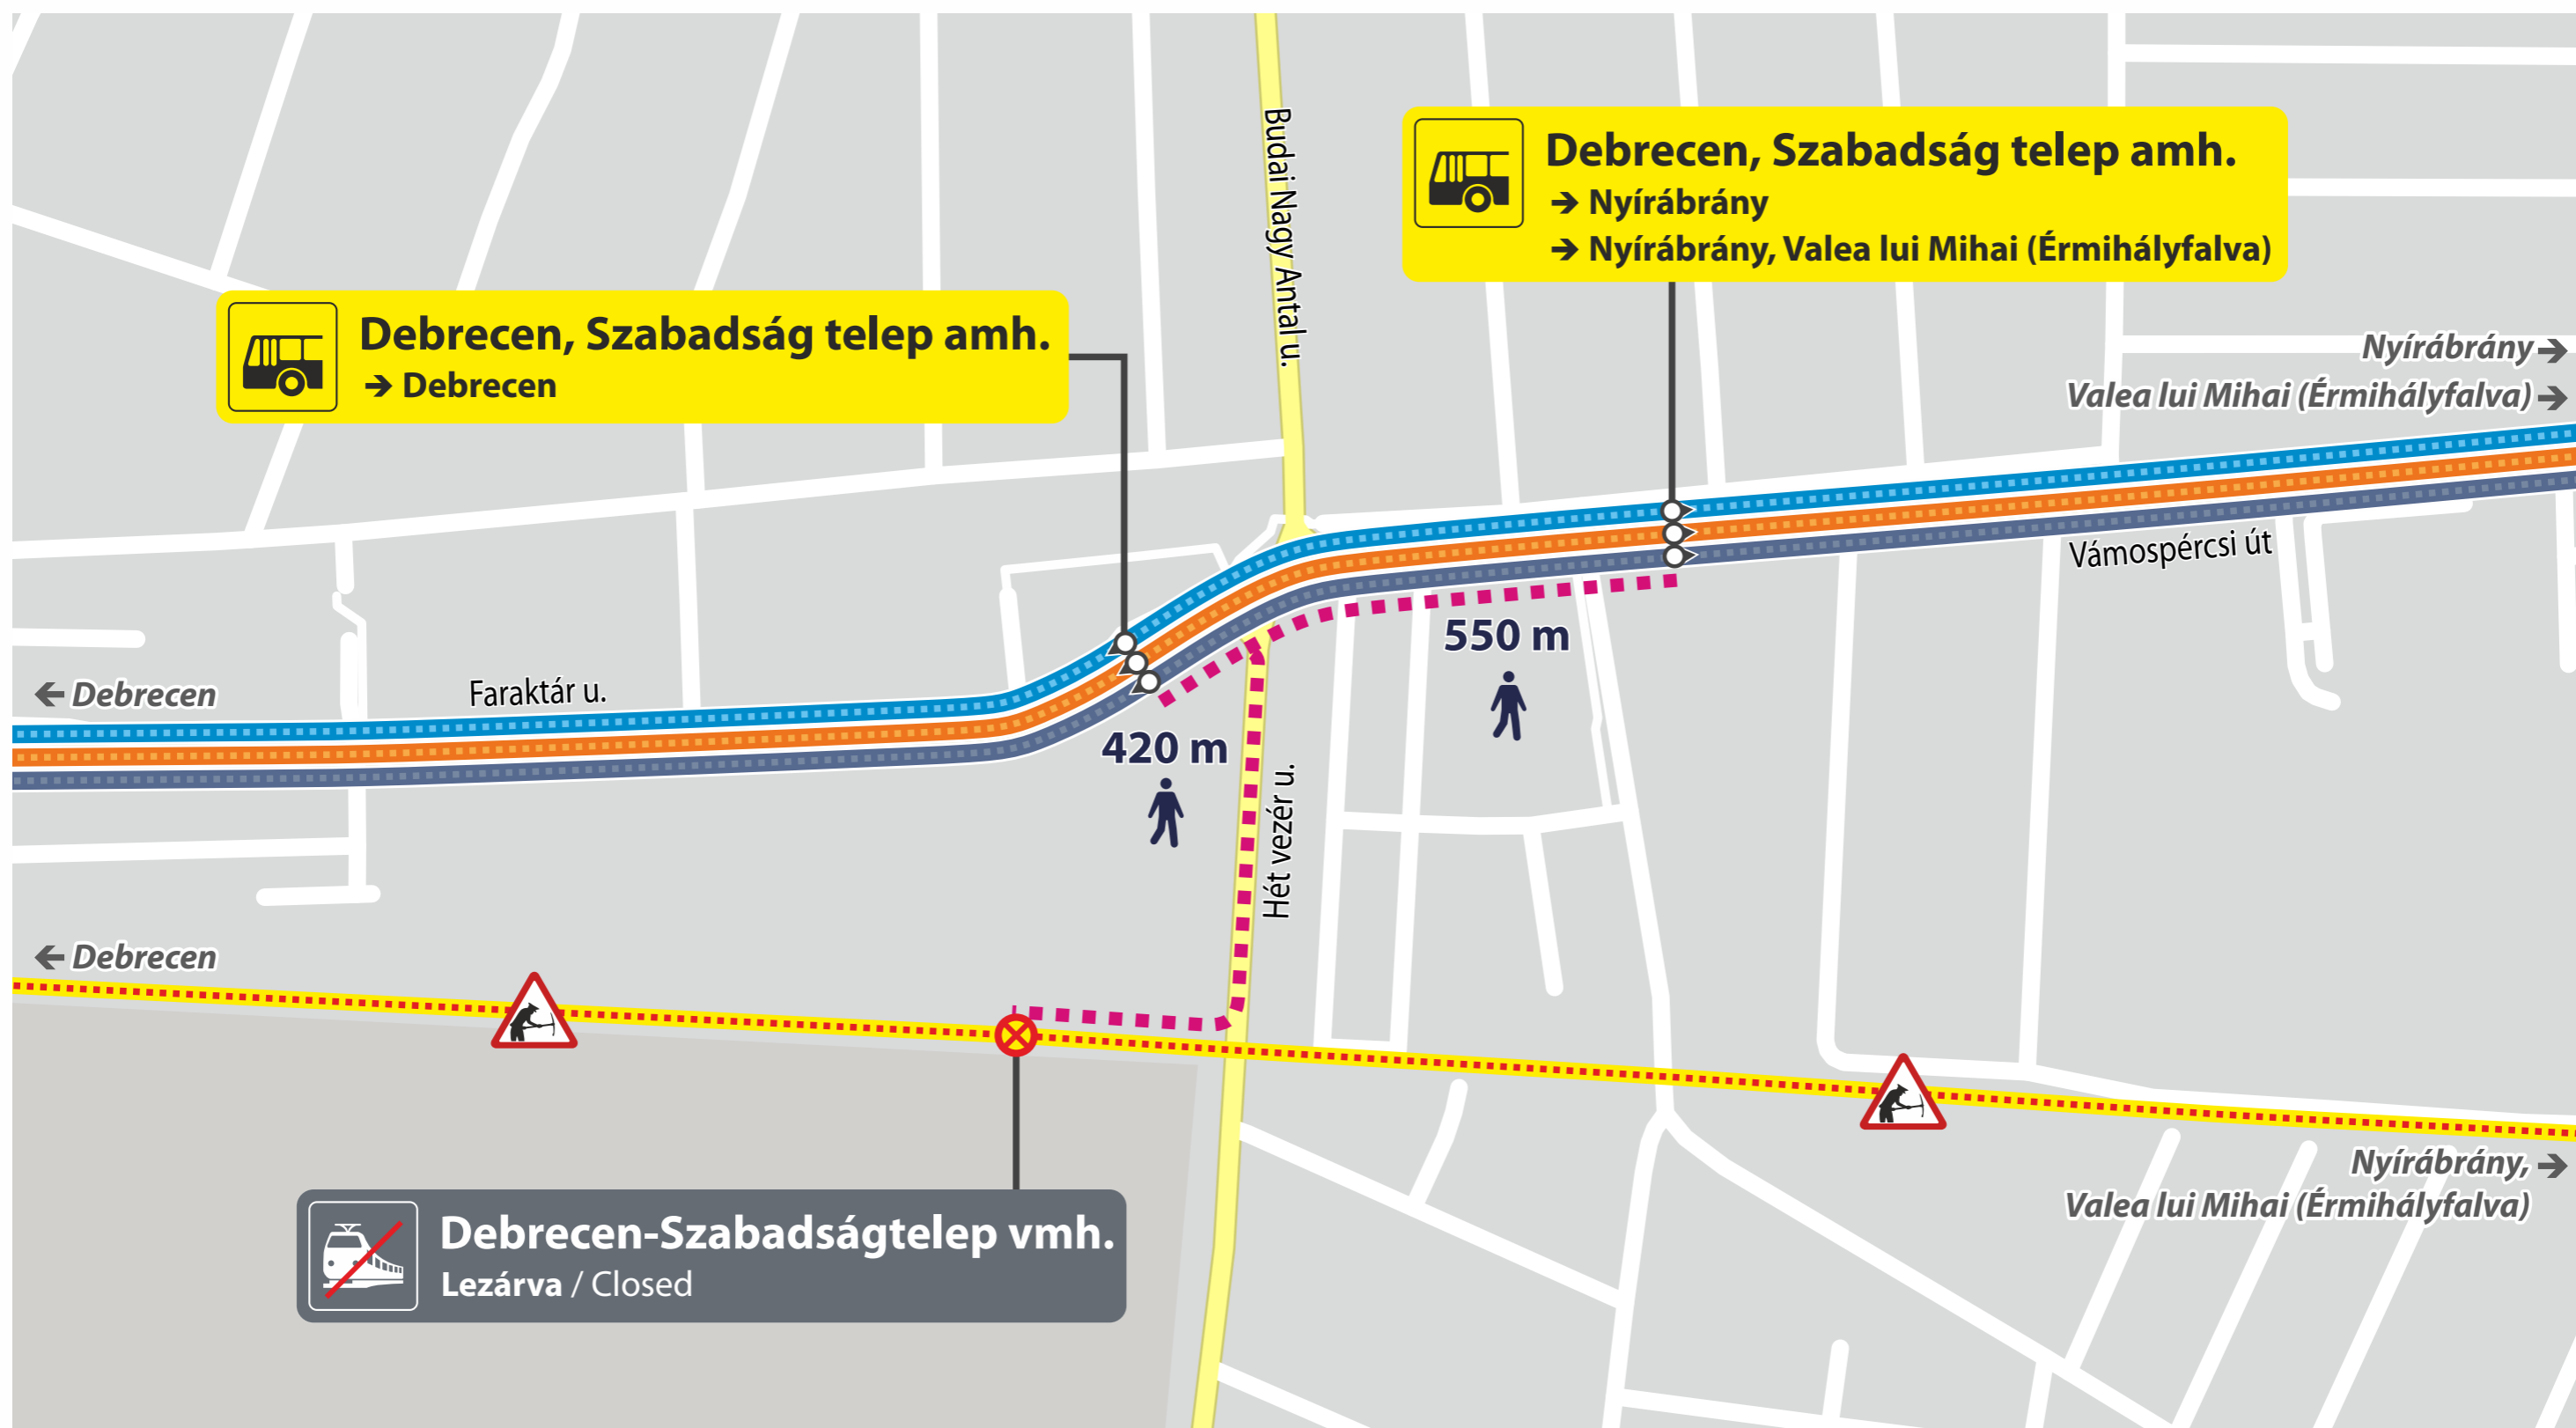 Budai Nagy Antal u.
Debrecen, Szabadság telep amh.
→ Nyírábrány
→ Nyírábrány, Valea lui Mihai (Érmihályfalva)
Debrecen, Szabadság telep amh.
→ Debrecen
Nyírábrány →
Valea lui Mihai (Érmihályfalva) →
Vámospércsi út
550 m
← Debrecen
Faraktár u.
420 m
Hét vezér u.
← Debrecen
Nyírábrány, →
Valea lui Mihai (Érmihályfalva)
Debrecen-Szabadságtelep vmh.
Lezárva / Closed